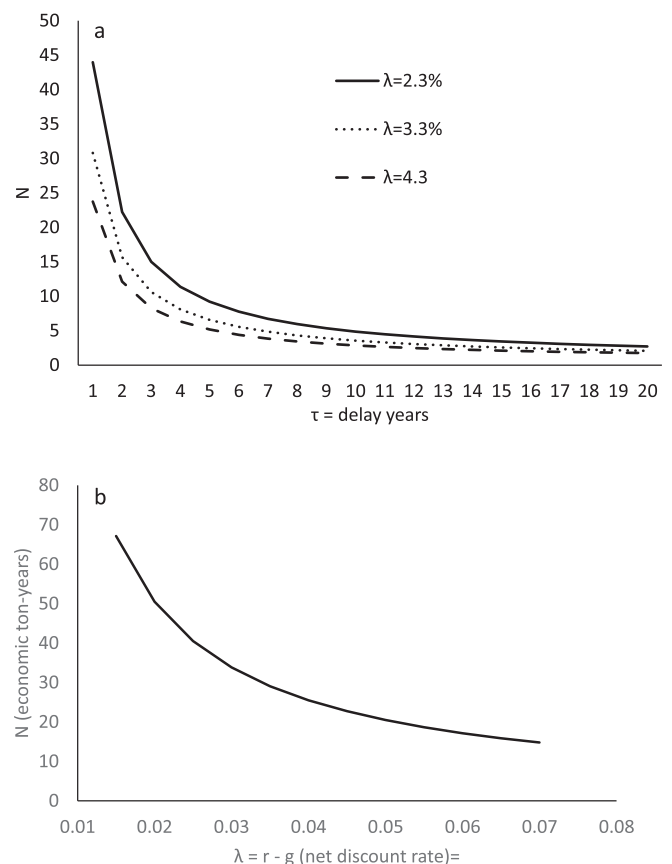 a
50
45
40
35
30
25
20
15
10
5
0
N
λ=2.3%
λ=3.3%
λ=4.3
1 2 3 4 5 6 7 8 9 10 11 12 13 14 15 16 17 18 19 20
τ = delay years
b
80
70
60
50
40
30
20
10
0
N (economic ton-years)
0.01 0.02 0.03 0.04 0.05 0.06 0.07 0.08
λ = r - g (net discount rate)=